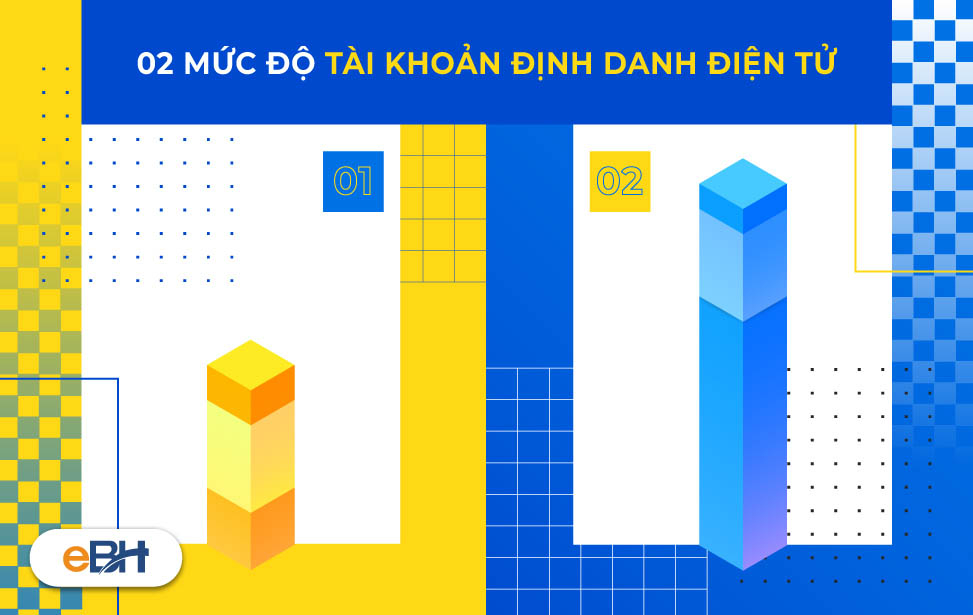 02 MỨC ĐỘ TÀI KHOẢN ĐỊNH DANH ĐIỆN TỬ
01
02
eBH